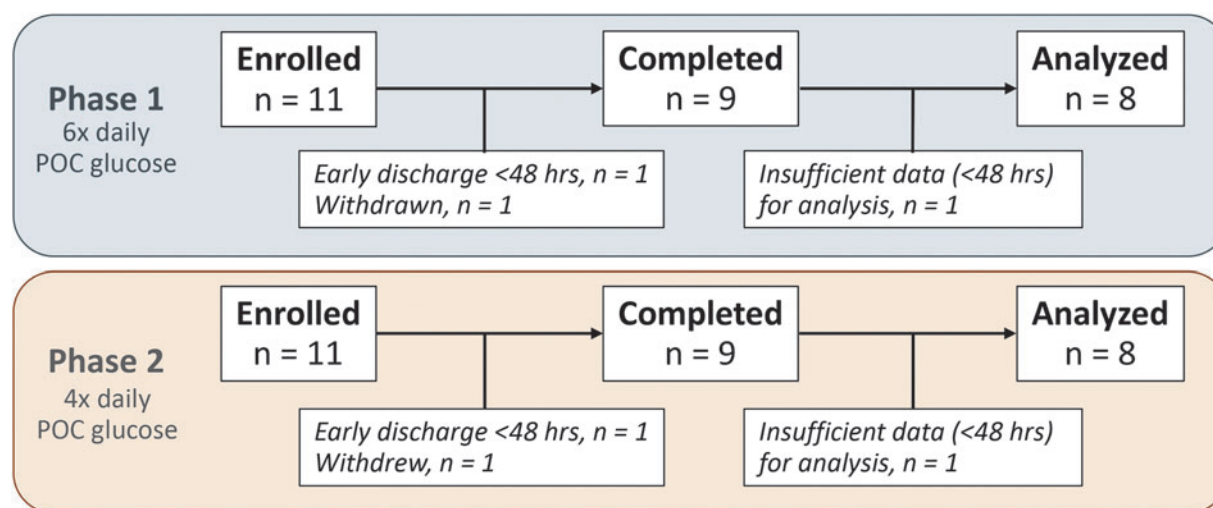 Phase 1
6x daily
POC glucose
Enrolled
n = 11
Completed
n = 9
Analyzed
n = 8
Early discharge <48 hrs, n = 1
Withdrawn, n = 1
Insufficient data (<48 hrs)
for analysis, n = 1
Phase 2
4x daily
POC glucose
Enrolled
n = 11
Completed
n = 9
Analyzed
n = 8
Early discharge <48 hrs, n = 1
Withdrew, n = 1
Insufficient data (<48 hrs)
for analysis, n = 1